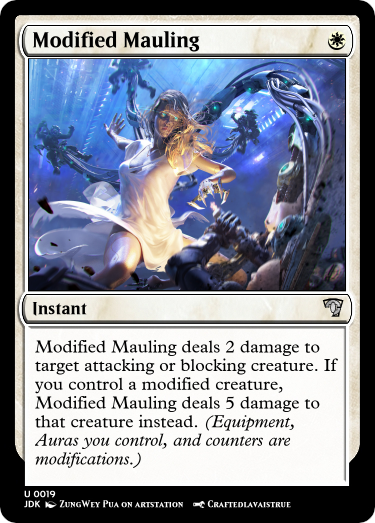 Modified Mauling
Instant
Modified Mauling deals 2 damage to
target attacking or blocking creature. If
you control a modified creature,
Modified Mauling deals 5 damage to
that creature instead. (Equipment,
Auras you control, and counters are
modifications.)
U 0019
JDK ZungWey Pua on artstation Craftedlavaistrue